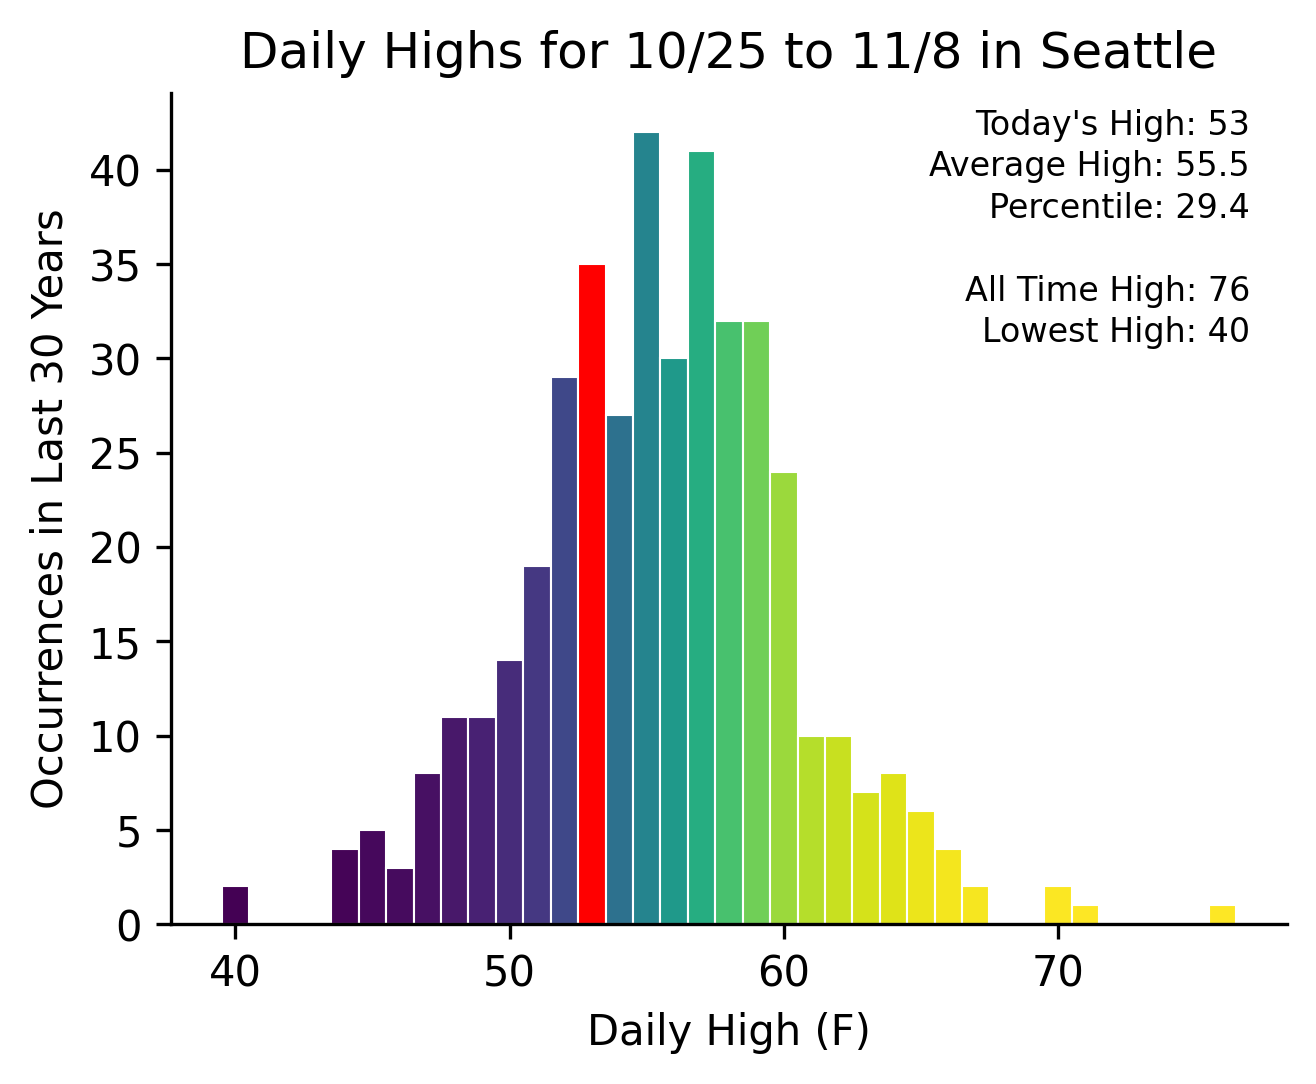 Daily Highs for 10/25 to 11/8 in Seattle
Today's High: 53
Average High: 55.5
Percentile: 29.4
All Time High: 76
Lowest High: 40
Occurrences in Last 30 Years
40
35
30
25
20
15
10
5
0
40 50 60 70
Daily High (F)